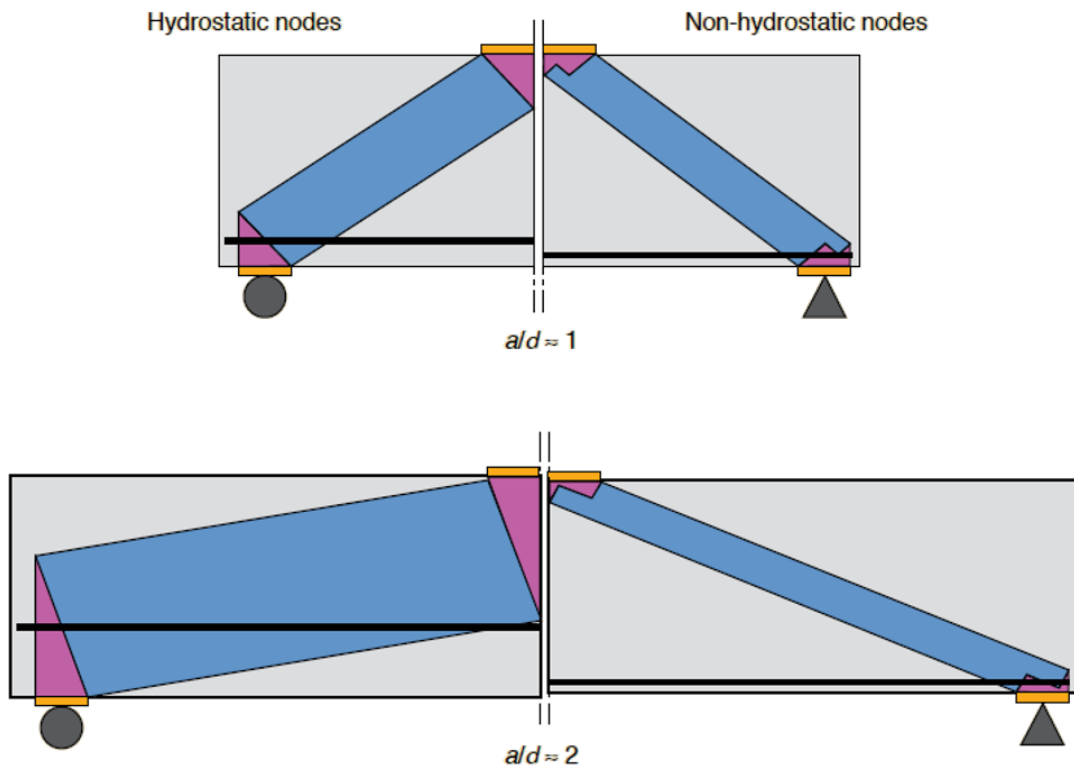 Hydrostatic nodes
Non-hydrostatic nodes
a/d ≈ 1
a/d ≈ 2